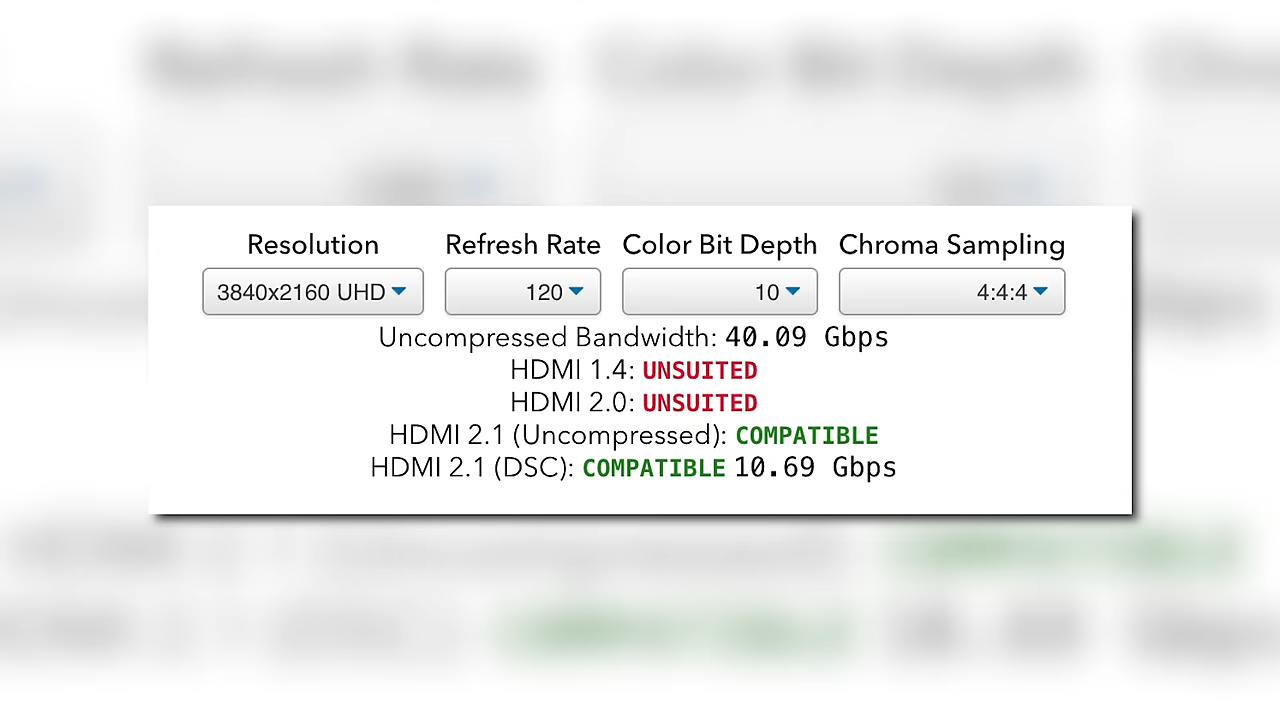 Resolution Refresh Rate Color Bit Depth Chroma Sampling
3840x2160 UHD 120 10 4:4:4
Uncompressed Bandwidth: 40.09 Gbps
HDMI 1.4: UNSUITED
HDMI 2.0: UNSUITED
HDMI 2.1 (Uncompressed): COMPATIBLE
HDMI 2.1 (DSC): COMPATIBLE 10.69 Gbps